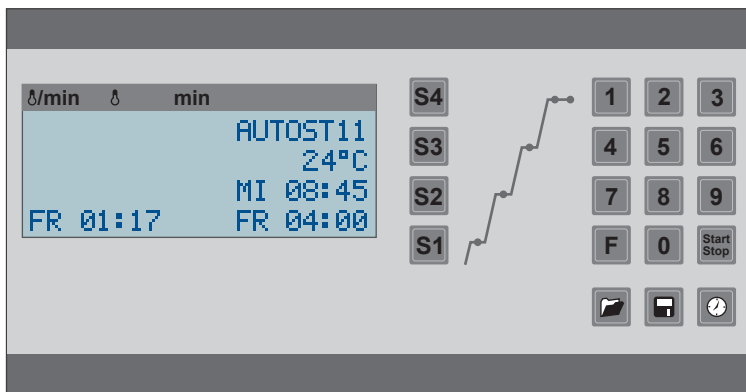 /min min
AUTOST11
24°C
MI 08:45
FR 01:17 FR 04:00
S4
S3
S2
S1
1 2 3
4 5 6
7 8 9
F 0 Start Stop